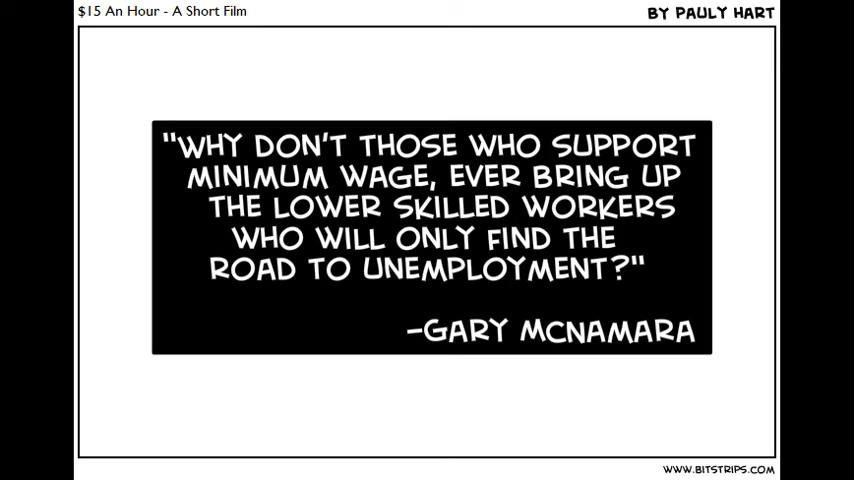 $15 An Hour - A Short Film
BY PAULY HART
"WHY DON'T THOSE WHO SUPPORT
MINIMUM WAGE, EVER BRING UP
THE LOWER SKILLED WORKERS
WHO WILL ONLY FIND THE
ROAD TO UNEMPLOYMENT?"
-GARY MCNAMARA
WWW.BITSTRIPS.COM